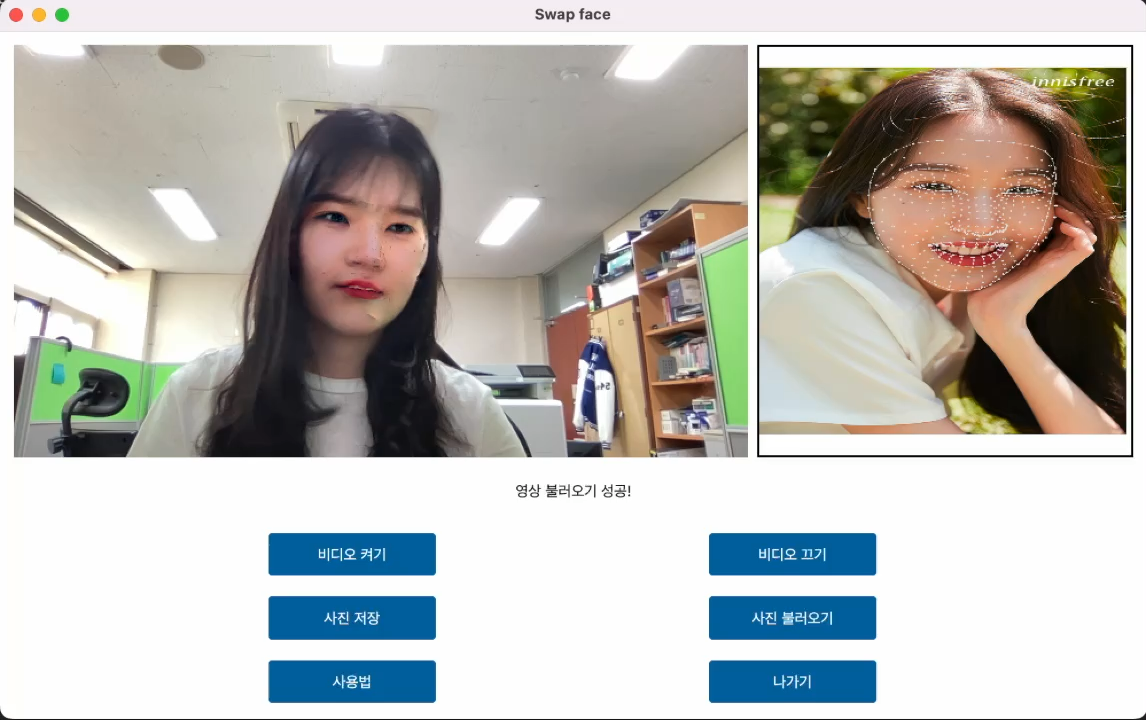 Swap face
innisfree
영상 불러오기 성공!
비디오 켜기
비디오 끄기
사진 저장
사진 불러오기
사용법
나가기